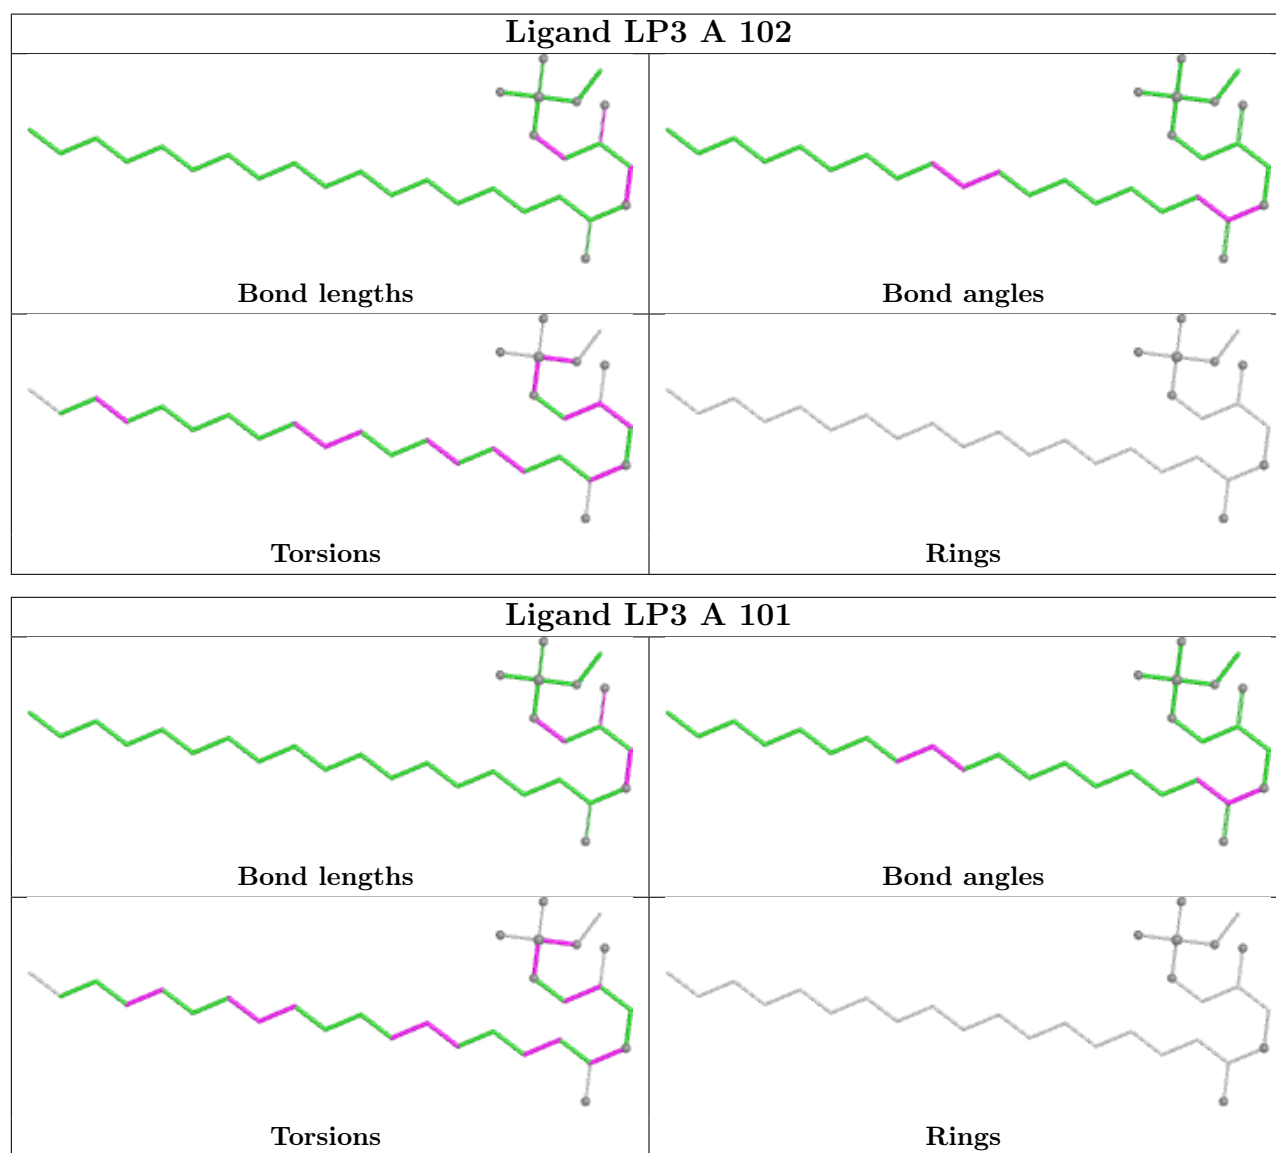 Ligand LP3 A 102
Bond lengths
Bond angles
Torsions
Rings
Ligand LP3 A 101
Bond lengths
Bond angles
Torsions
Rings